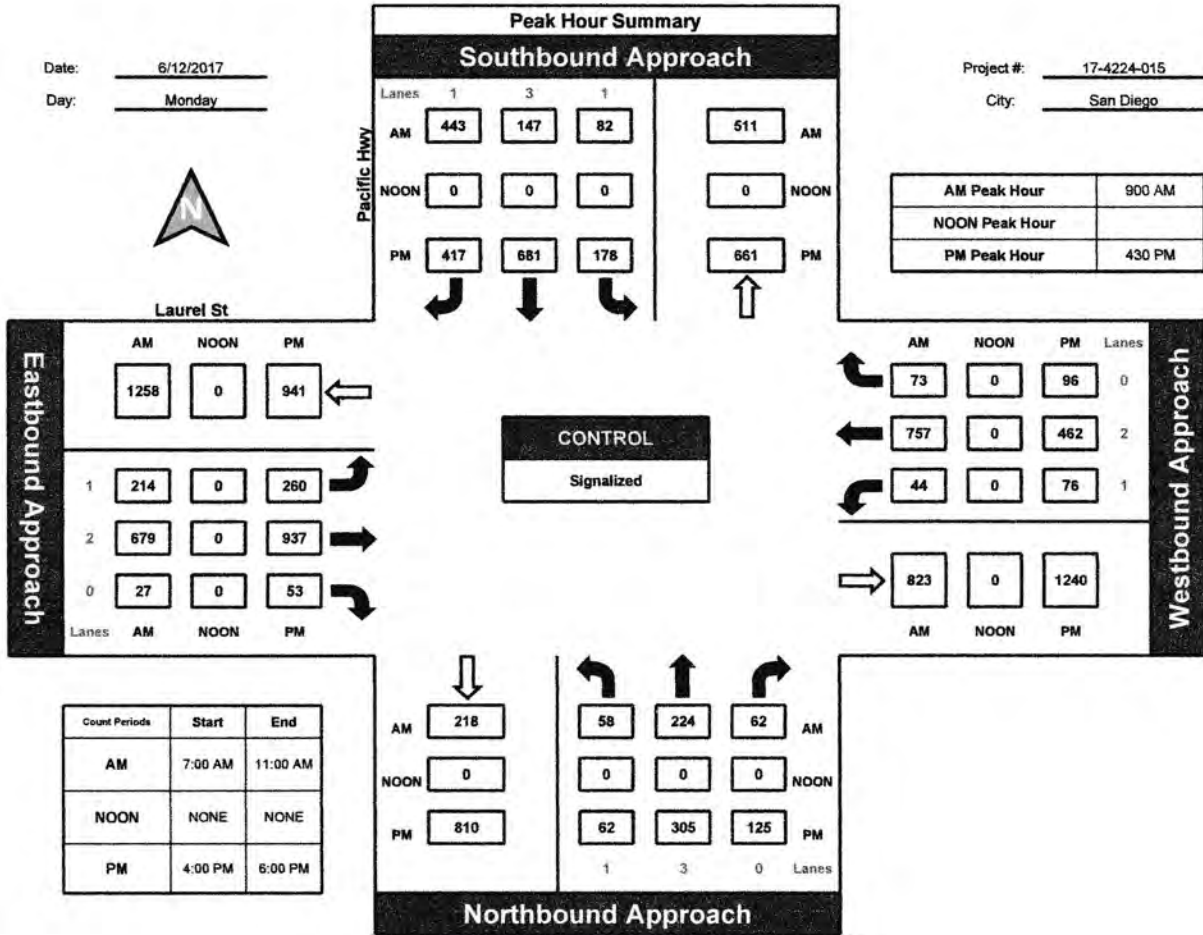 Peak Hour Summary
Southbound Approach
Date: 6/12/2017
Day: Monday
Project #: 17-4224-015
City: San Diego
N
Pacific Hwy
Lanes 1 3 1
AM 443 147 82 511 AM
NOON 0 0 0 0 NOON
PM 417 681 178 661 PM
AM Peak Hour 900 AM
NOON Peak Hour
PM Peak Hour 430 PM
Laurel St
Eastbound Approach
AM NOON PM
1258 0 941
1 214 0 260
2 679 0 937
0 27 0 53
Lanes AM NOON PM
CONTROL
Signalized
AM NOON PM Lanes
73 0 96 0
757 0 462 2
44 0 76 1
823 0 1240
AM NOON PM
Westbound Approach
Count Periods Start End
AM 7:00 AM 11:00 AM
NOON NONE NONE
PM 4:00 PM 6:00 PM
AM 218 58 224 62 AM
NOON 0 0 0 0 NOON
PM 810 62 305 125 PM
1 3 0 Lanes
Northbound Approach